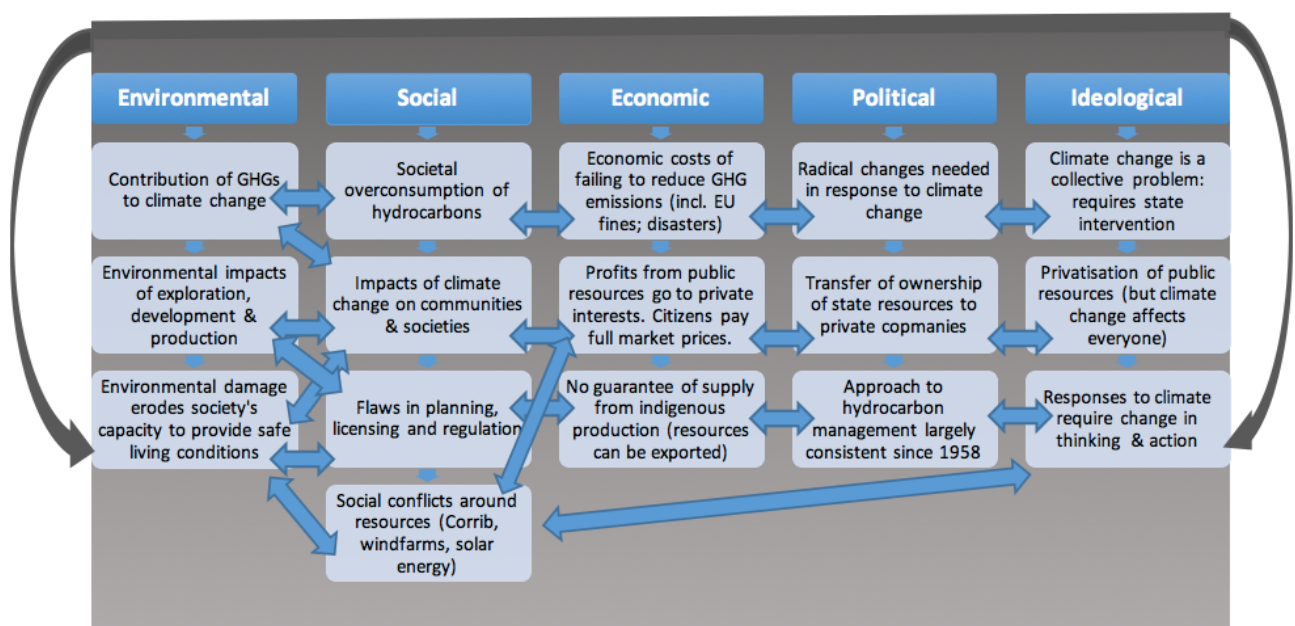 Environmental
Social
Economic
Political
Ideological
Contribution of GHGs
to climate change
Societal
overconsumption of
hydrocarbons
Economic costs of
failing to reduce GHG
emissions (incl. EU
fines; disasters)
Radical changes needed
in response to climate
change
Climate change is a
collective problem:
requires state
intervention
Environmental impacts
of exploration,
development &
production
Impacts of climate
change on communities
& societies
Profits from public
resources go to private
interests. Citizens pay
full market prices.
Transfer of ownership
of state resources to
private copmanies
Privatisation of public
resources (but climate
change affects
everyone)
Environmental damage
erodes society's
capacity to provide safe
living conditions
Flaws in planning,
licensing and regulation
No guarantee of supply
from indigenous
production (resources
can be exported)
Approach to
hydrocarbon
management largely
consistent since 1958
Responses to climate
require change in
thinking & action
Social conflicts around
resources (Corrib,
windfarms, solar
energy)